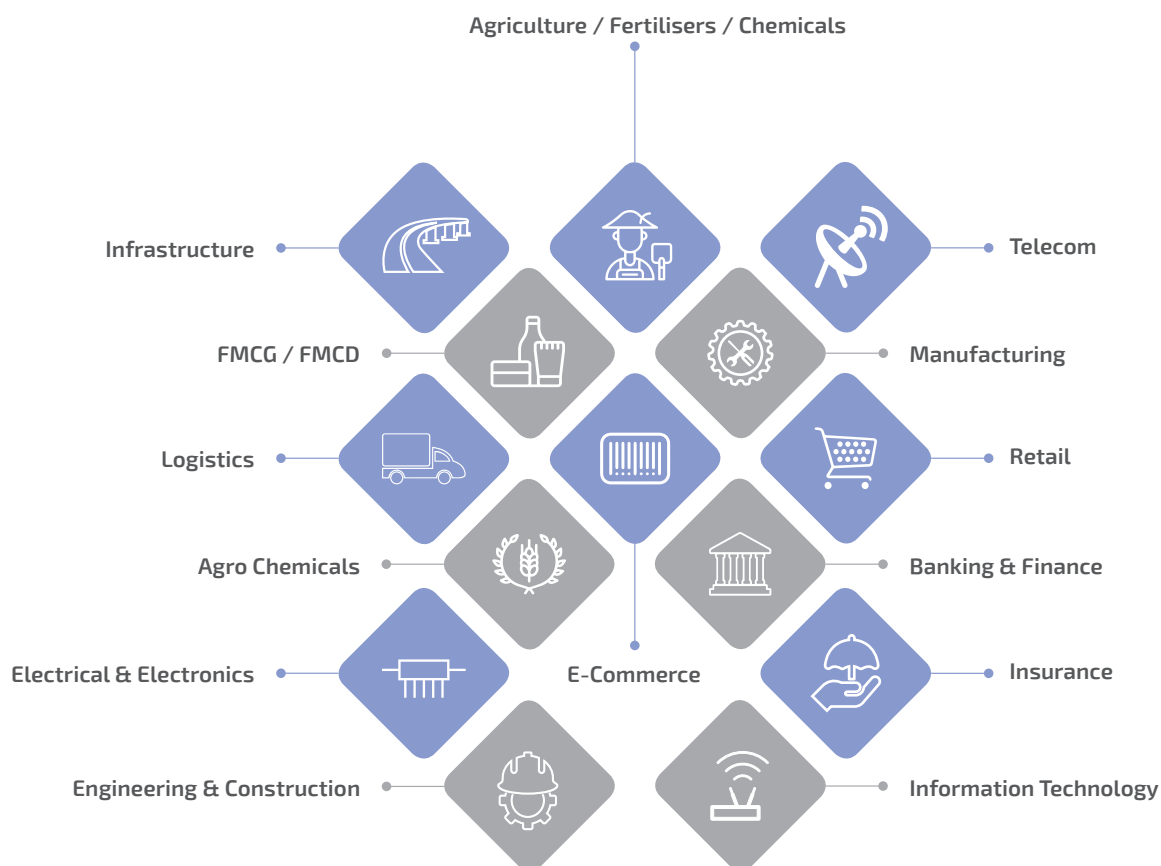 Agriculture / Fertilisers / Chemicals
Infrastructure
Telecom
FMCG / FMCD
Manufacturing
Logistics
Retail
Agro Chemicals
Banking & Finance
Electrical & Electronics
E-Commerce
Insurance
Engineering & Construction
Information Technology